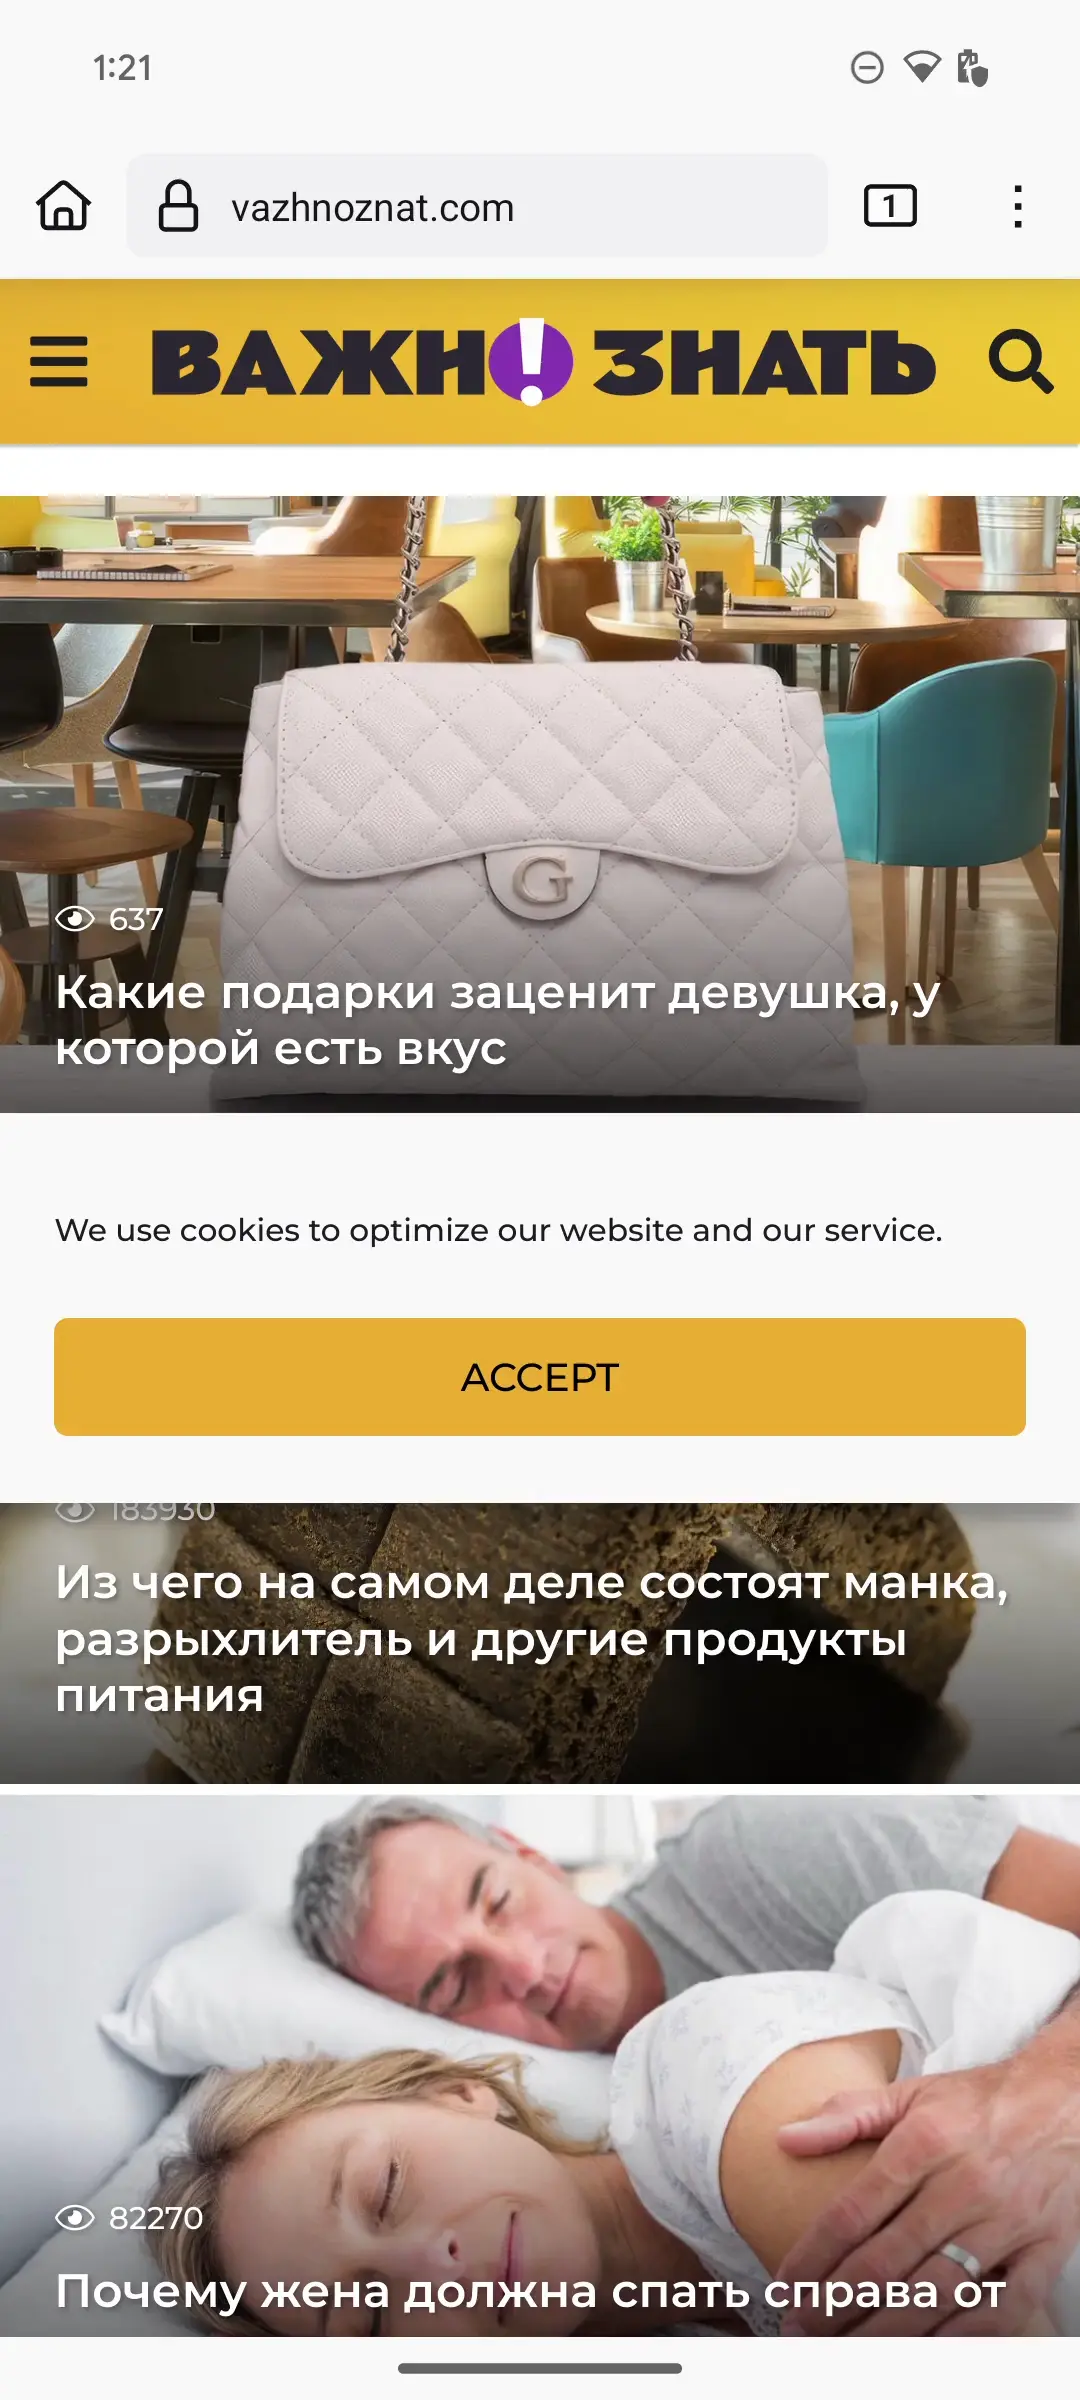 1:21
vazhnoznat.com
1
ВАЖН!ЗНАТЬ
G
637
Какие подарки заценит девушка, у
которой есть вкус
We use cookies to optimize our website and our service.
ACCEPT
183930
Из чего на самом деле состоят манка,
разрыхлитель и другие продукты
питания
82270
Почему жена должна спать справа от